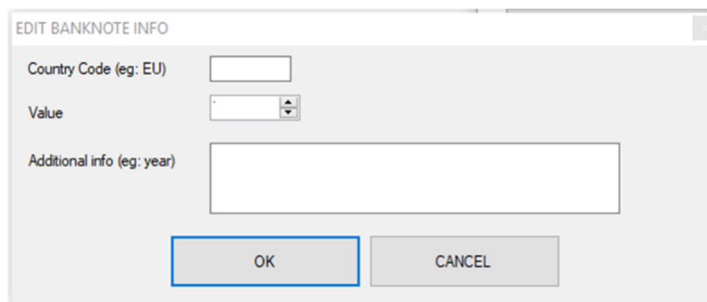 EDIT BANKNOTE INFO
Country Code (eg: EU)
Value
Additional info (eg: year)
OK CANCEL